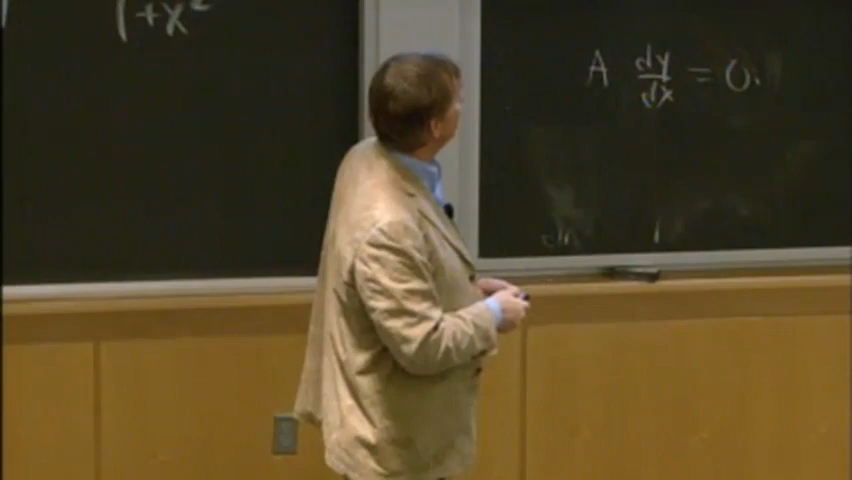 1+x²
A dy/dx = 0.